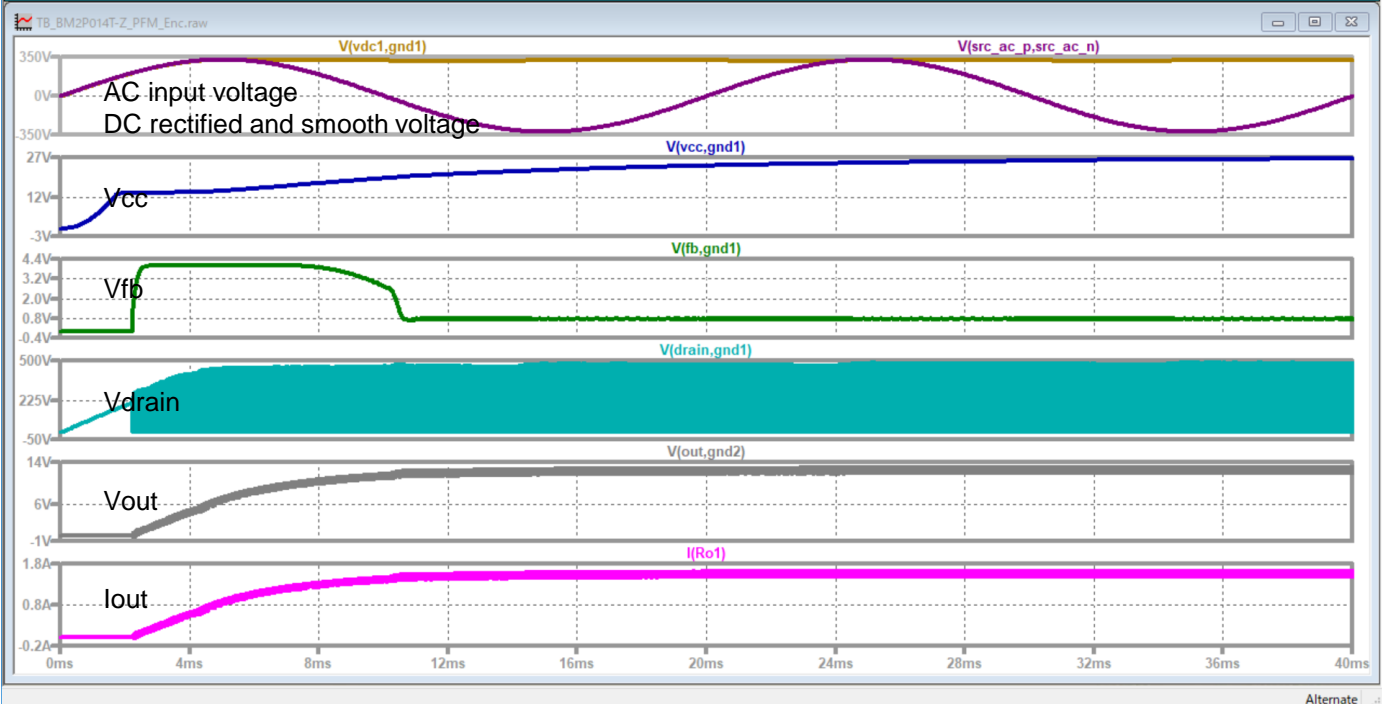 TB_BM2P014T-Z_PFM_Enc.raw
V(vdc1,gnd1) V(src_ac_p,src_ac_n)
350V
0V
-350V
AC input voltage
DC rectified and smooth voltage
V(vcc,gnd1)
27V
12V
-3V
Vcc
V(fb,gnd1)
4.4V
3.2V
2.0V
0.8V
-0.4V
Vfb
V(drain,gnd1)
500V
225V
-50V
Vdrain
V(out,gnd2)
14V
6V
-1V
Vout
I(Ro1)
1.8A
0.8A
-0.2A
Iout
0ms 4ms 8ms 12ms 16ms 20ms 24ms 28ms 32ms 36ms 40ms
Alternate